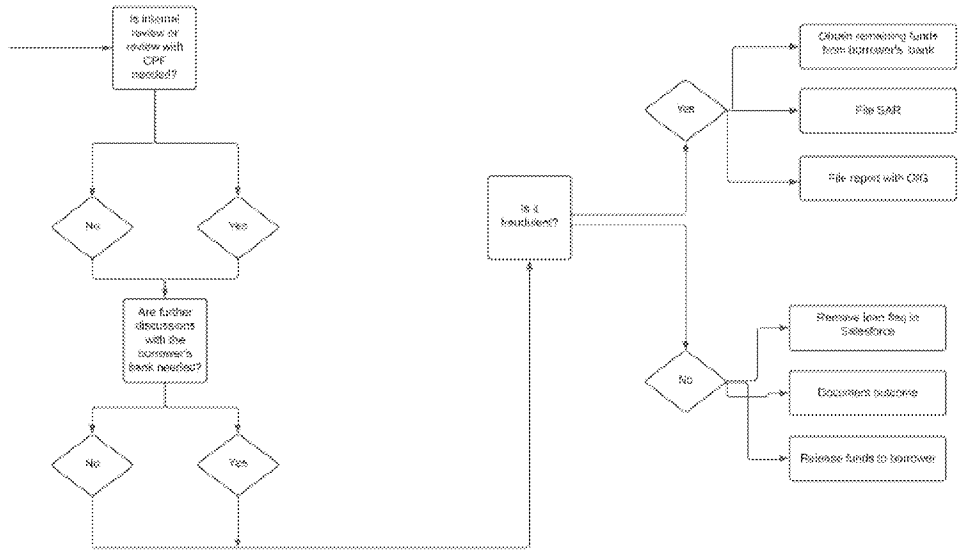 Is internal
review or
review with
CPF
needed?
No
Yes
Are further
discussions
with the
borrower's
bank needed?
No
Yes
Is it
fraudulent?
Yes
Obtain remaining funds
from borrower's bank
File SAR
File report with OIG
No
Remove loan flag in
Salesforce
Document outcome
Release funds to borrower